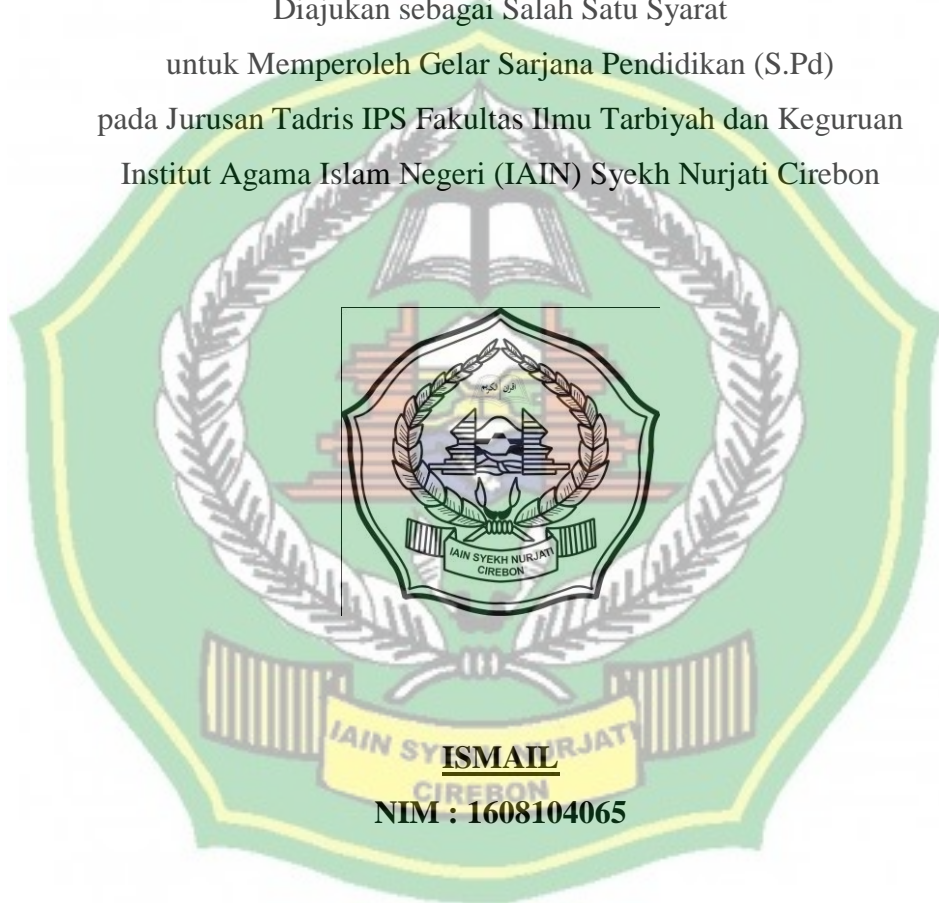 Diajukan sebagai Salah Satu Syarat
untuk Memperoleh Gelar Sarjana Pendidikan (S.Pd)
pada Jurusan Tadris IPS Fakultas Ilmu Tarbiyah dan Keguruan
Institut Agama Islam Negeri (IAIN) Syekh Nurjati Cirebon
IAIN SYEKH NURJATI
CIREBON
ISMAIL
NIM : 1608104065